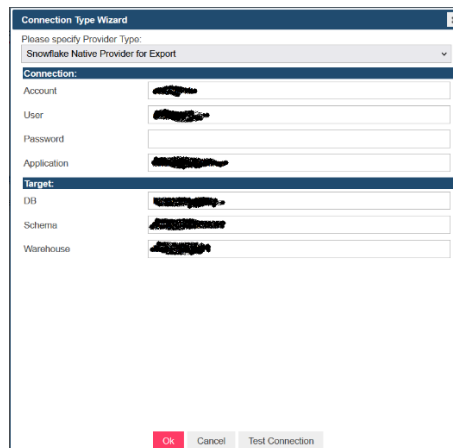 Connection Type Wizard
Please specify Provider Type:
Snowflake Native Provider for Export
Connection:
Account
User
Password
Application
Target:
DB
Schema
Warehouse
Ok Cancel Test Connection